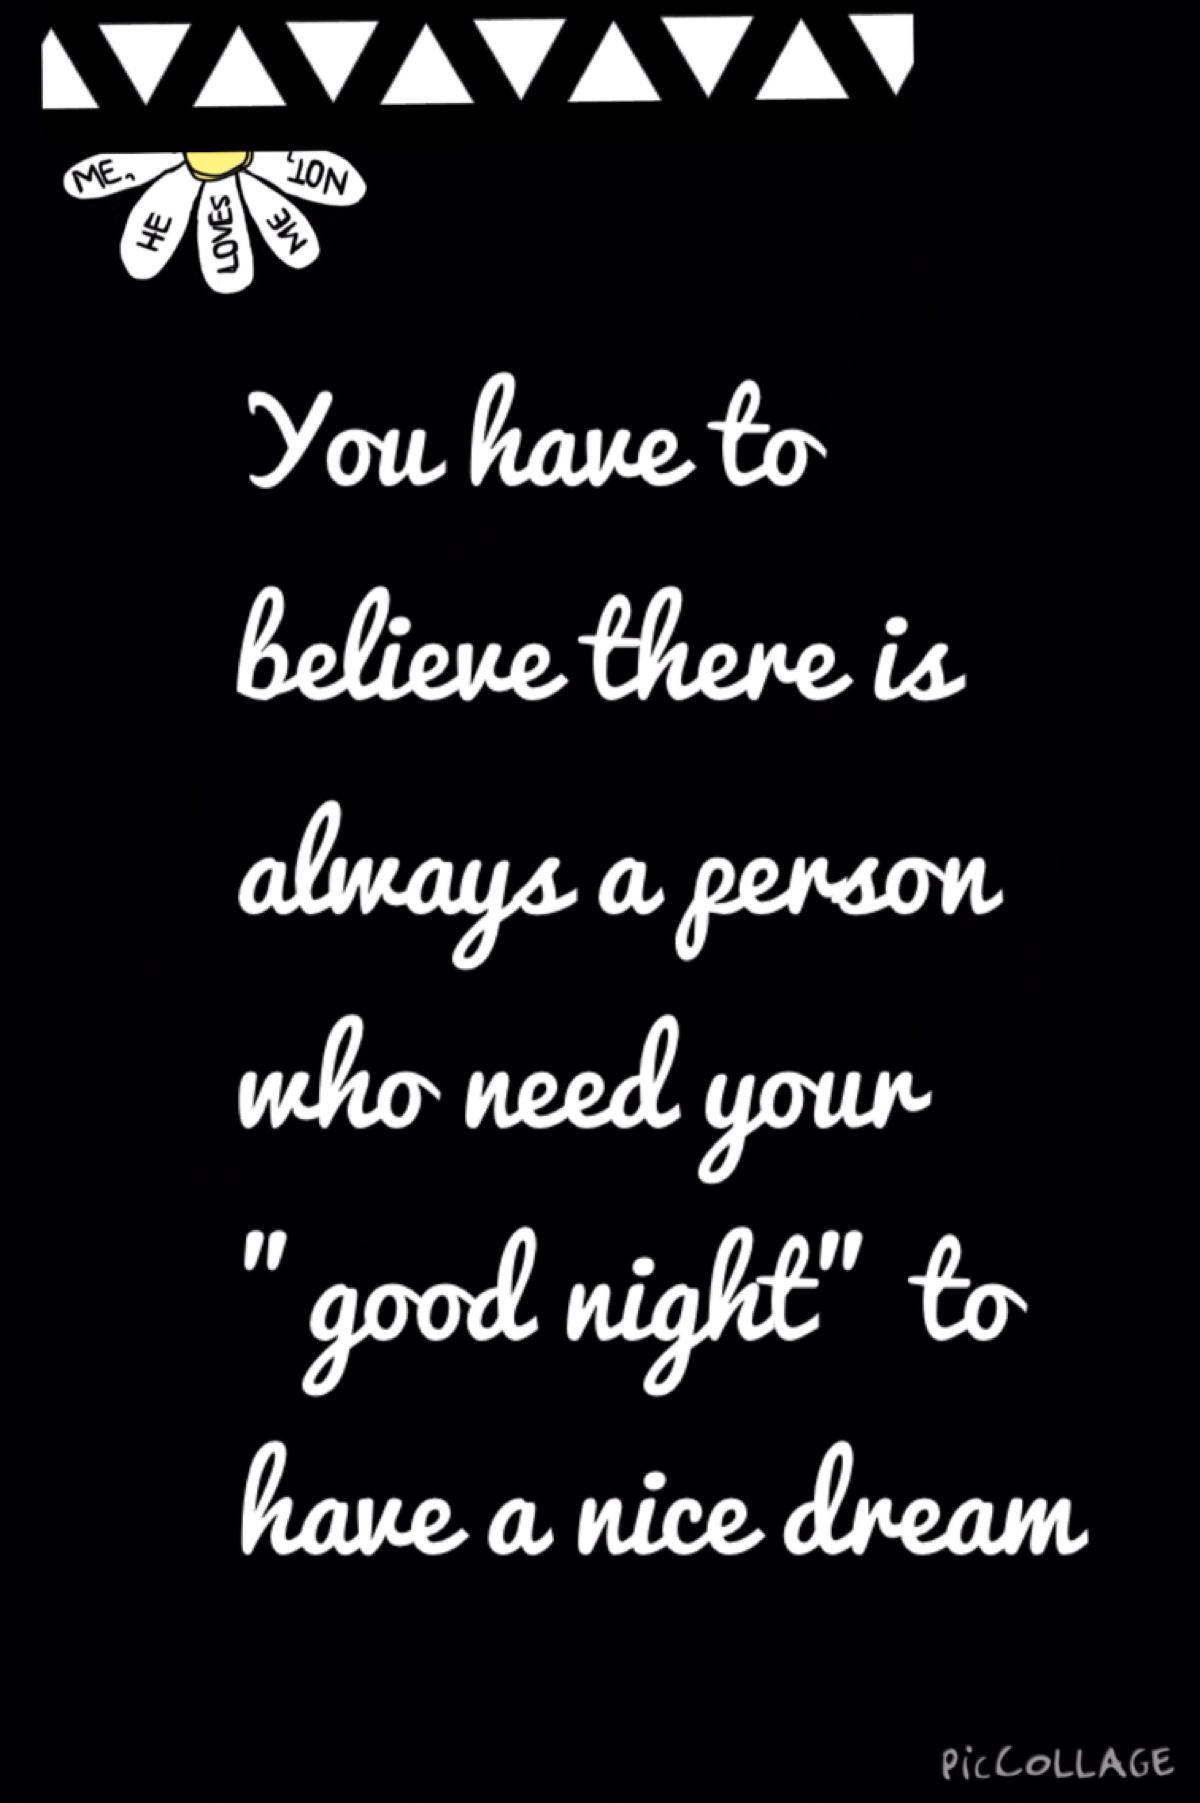 ME,
HE
LOVES
ME
NOT,
You have to
believe there is
always a person
who need your
"good night" to
have a nice dream
PicCOLLAGE